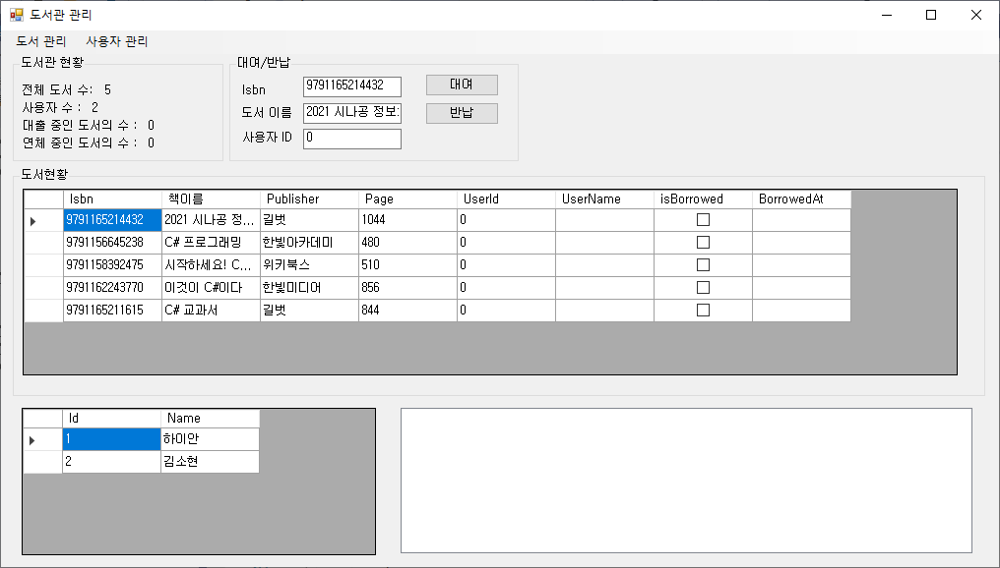 도서관 관리
도서 관리 사용자 관리
도서관 현황
전체 도서 수: 5
사용자 수 : 2
대출 중인 도서의 수 : 0
연체 중인 도서의 수 : 0
대여/반납
Isbn 9791165214432 대여
도서 이름 2021 시나공 정보: 반납
사용자 ID 0
도서현황
Isbn 책이름 Publisher Page UserId UserName isBorrowed BorrowedAt
9791165214432 2021 시나공 정... 길벗 1044 0
9791156645238 C# 프로그래밍 한빛아카데미 480 0
9791158392475 시작하세요! C... 위키북스 510 0
9791162243770 이것이 C#이다 한빛미디어 856 0
9791165211615 C# 교과서 길벗 844 0
Id Name
1 하이안
2 김소현